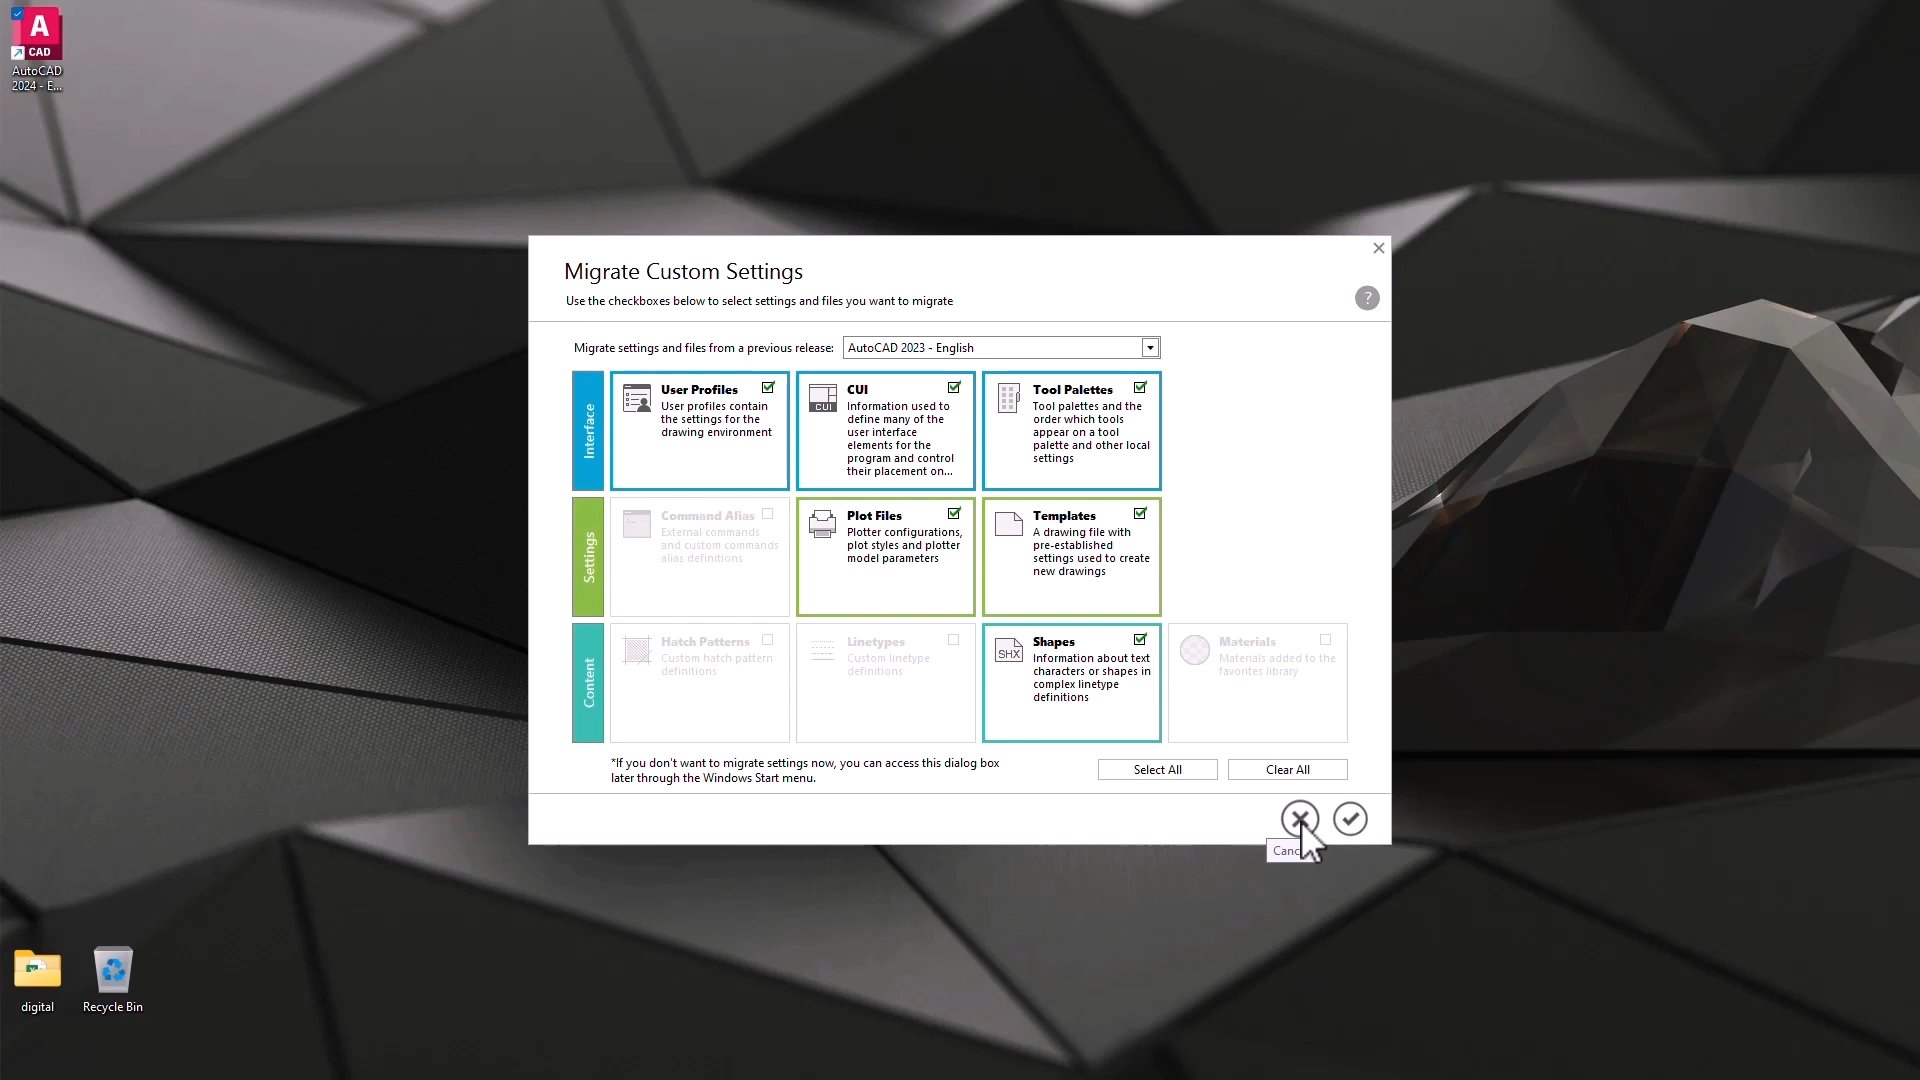 A
CAD
AutoCAD
2024 - E...
Migrate Custom Settings
Use the checkboxes below to select settings and files you want to migrate
?
Migrate settings and files from a previous release:
AutoCAD 2023 - English
Interface
User Profiles
User profiles contain
the settings for the
drawing environment
CUI
CUI
Information used to
define many of the
user interface
elements for the
program and control
their placement on...
Tool Palettes
Tool palettes and the
order which tools
appear on a tool
palette and other local
settings
Settings
Command Alias
External commands
and custom commands
alias definitions
Plot Files
Plotter configurations,
plot styles and plotter
model parameters
Templates
A drawing file with
pre-established
settings used to create
new drawings
Content
Hatch Patterns
Custom hatch pattern
definitions
Linetypes
Custom linetype
definitions
SHX
Shapes
Information about text
characters or shapes in
complex linetype
definitions
Materials
Materials added to the
favorites library
*If you don't want to migrate settings now, you can access this dialog box
later through the Windows Start menu.
Select All
Clear All
digital
Recycle Bin